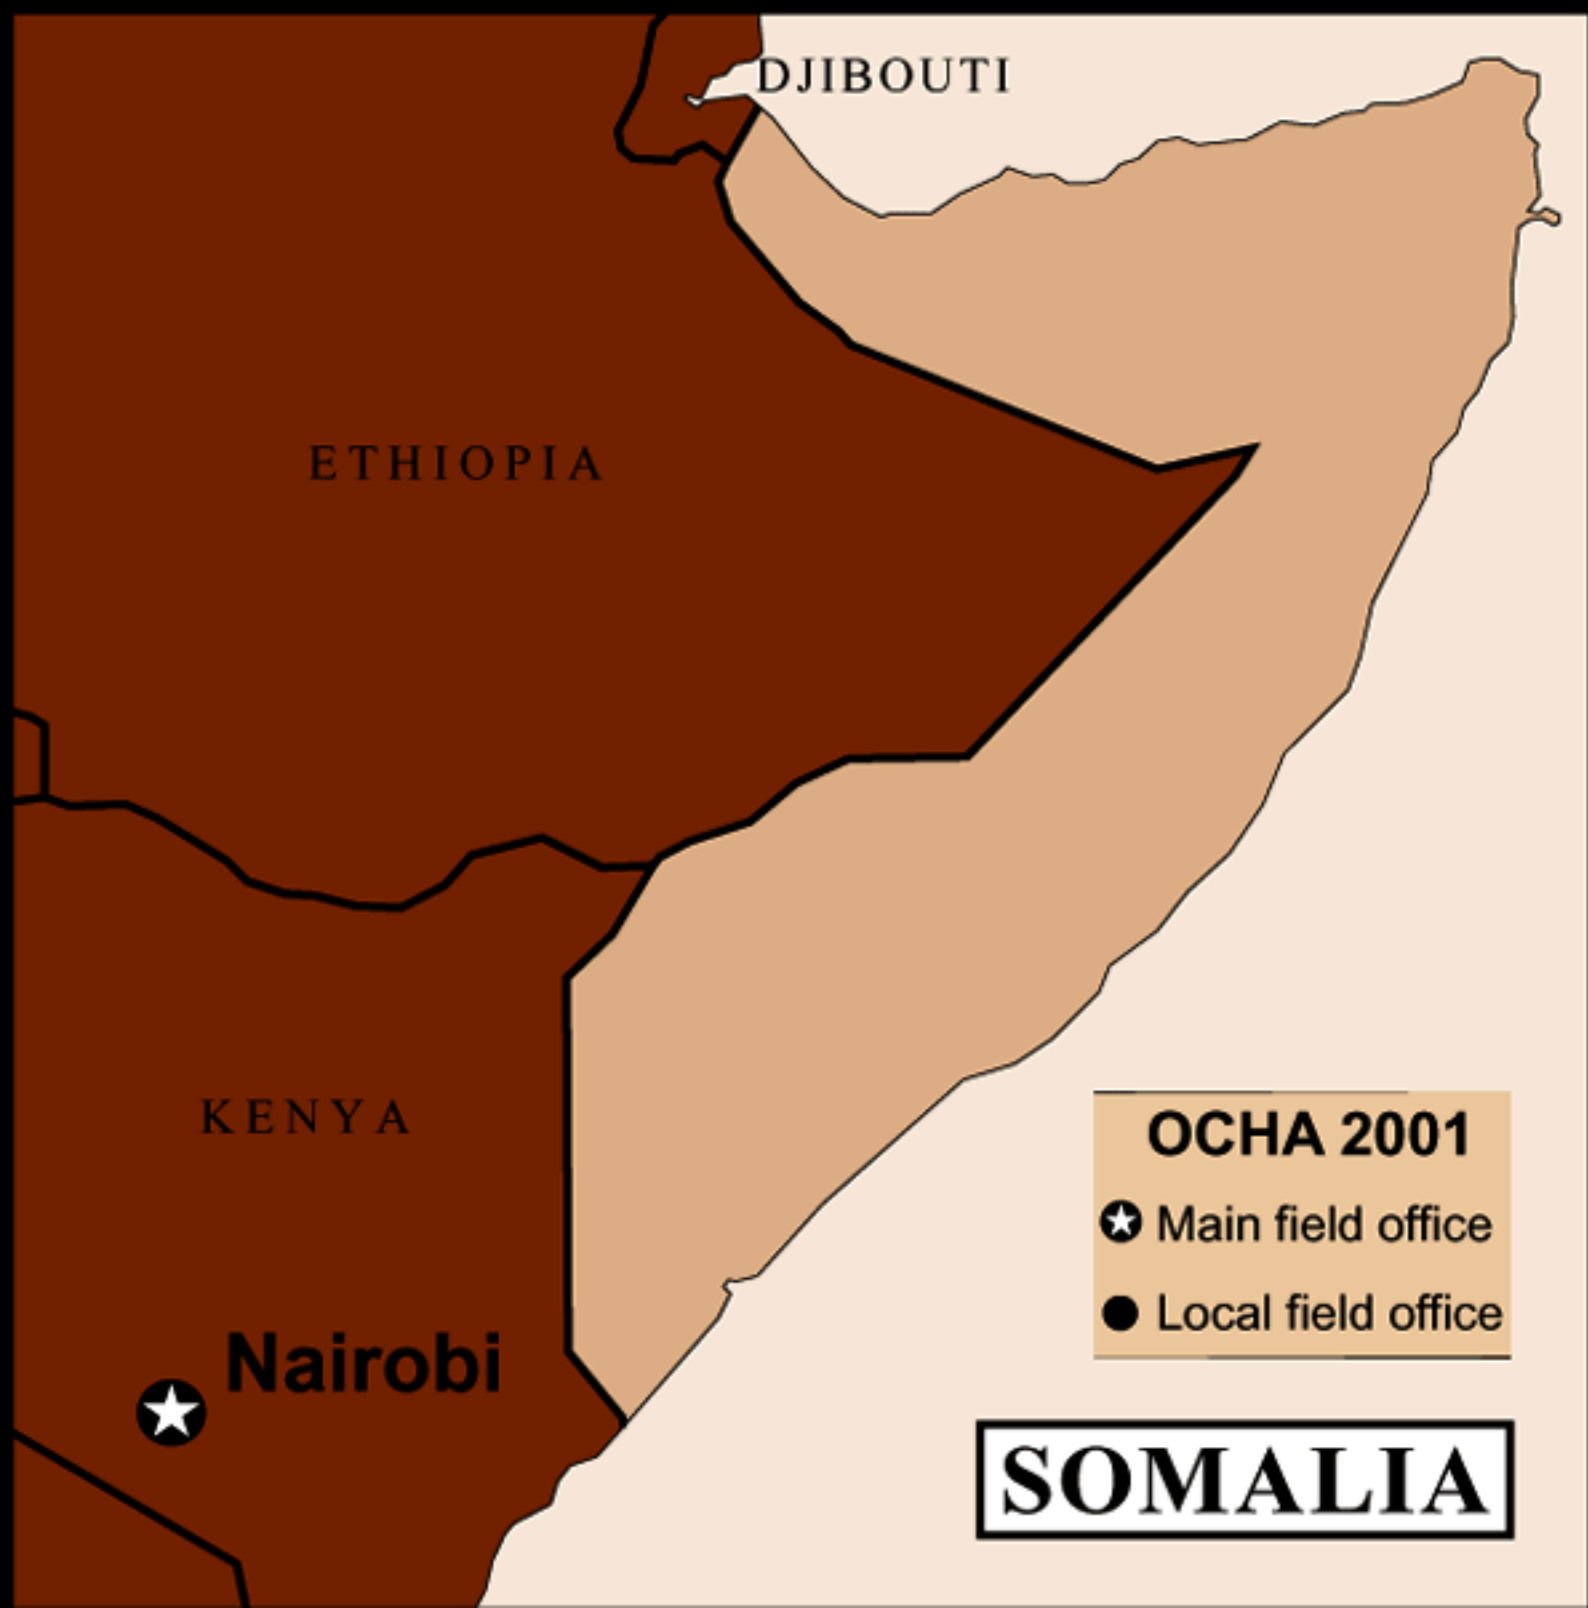 DJIBOUTI
ETHIOPIA
KENYA
Nairobi
OCHA 2001
Main field office
Local field office
SOMALIA